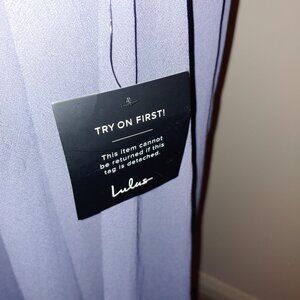 TRY ON FIRST!
This item cannot
be returned if this
tag is detached.
Lulus